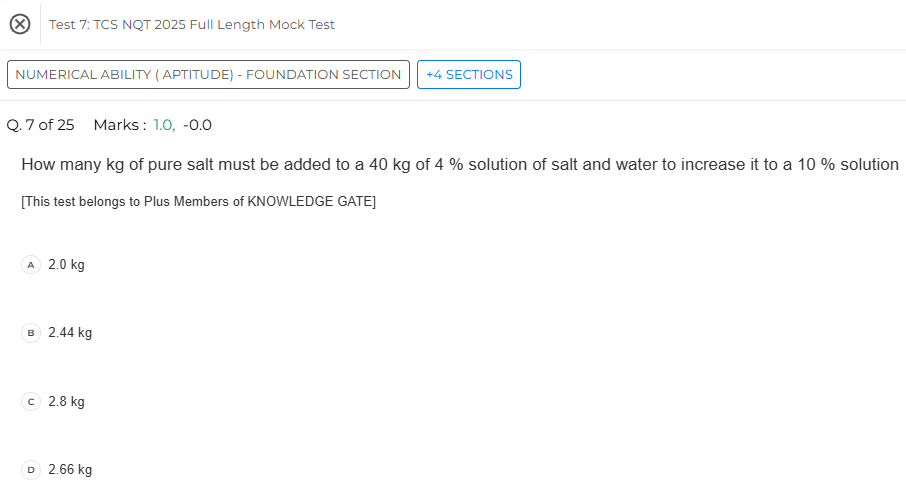 Test 7: TCS NQT 2025 Full Length Mock Test
NUMERICAL ABILITY ( APTITUDE) - FOUNDATION SECTION
+4 SECTIONS
Q. 7 of 25 Marks : 1.0, -0.0
How many kg of pure salt must be added to a 40 kg of 4 % solution of salt and water to increase it to a 10 % solution
[This test belongs to Plus Members of KNOWLEDGE GATE]
A 2.0 kg
B 2.44 kg
C 2.8 kg
D 2.66 kg